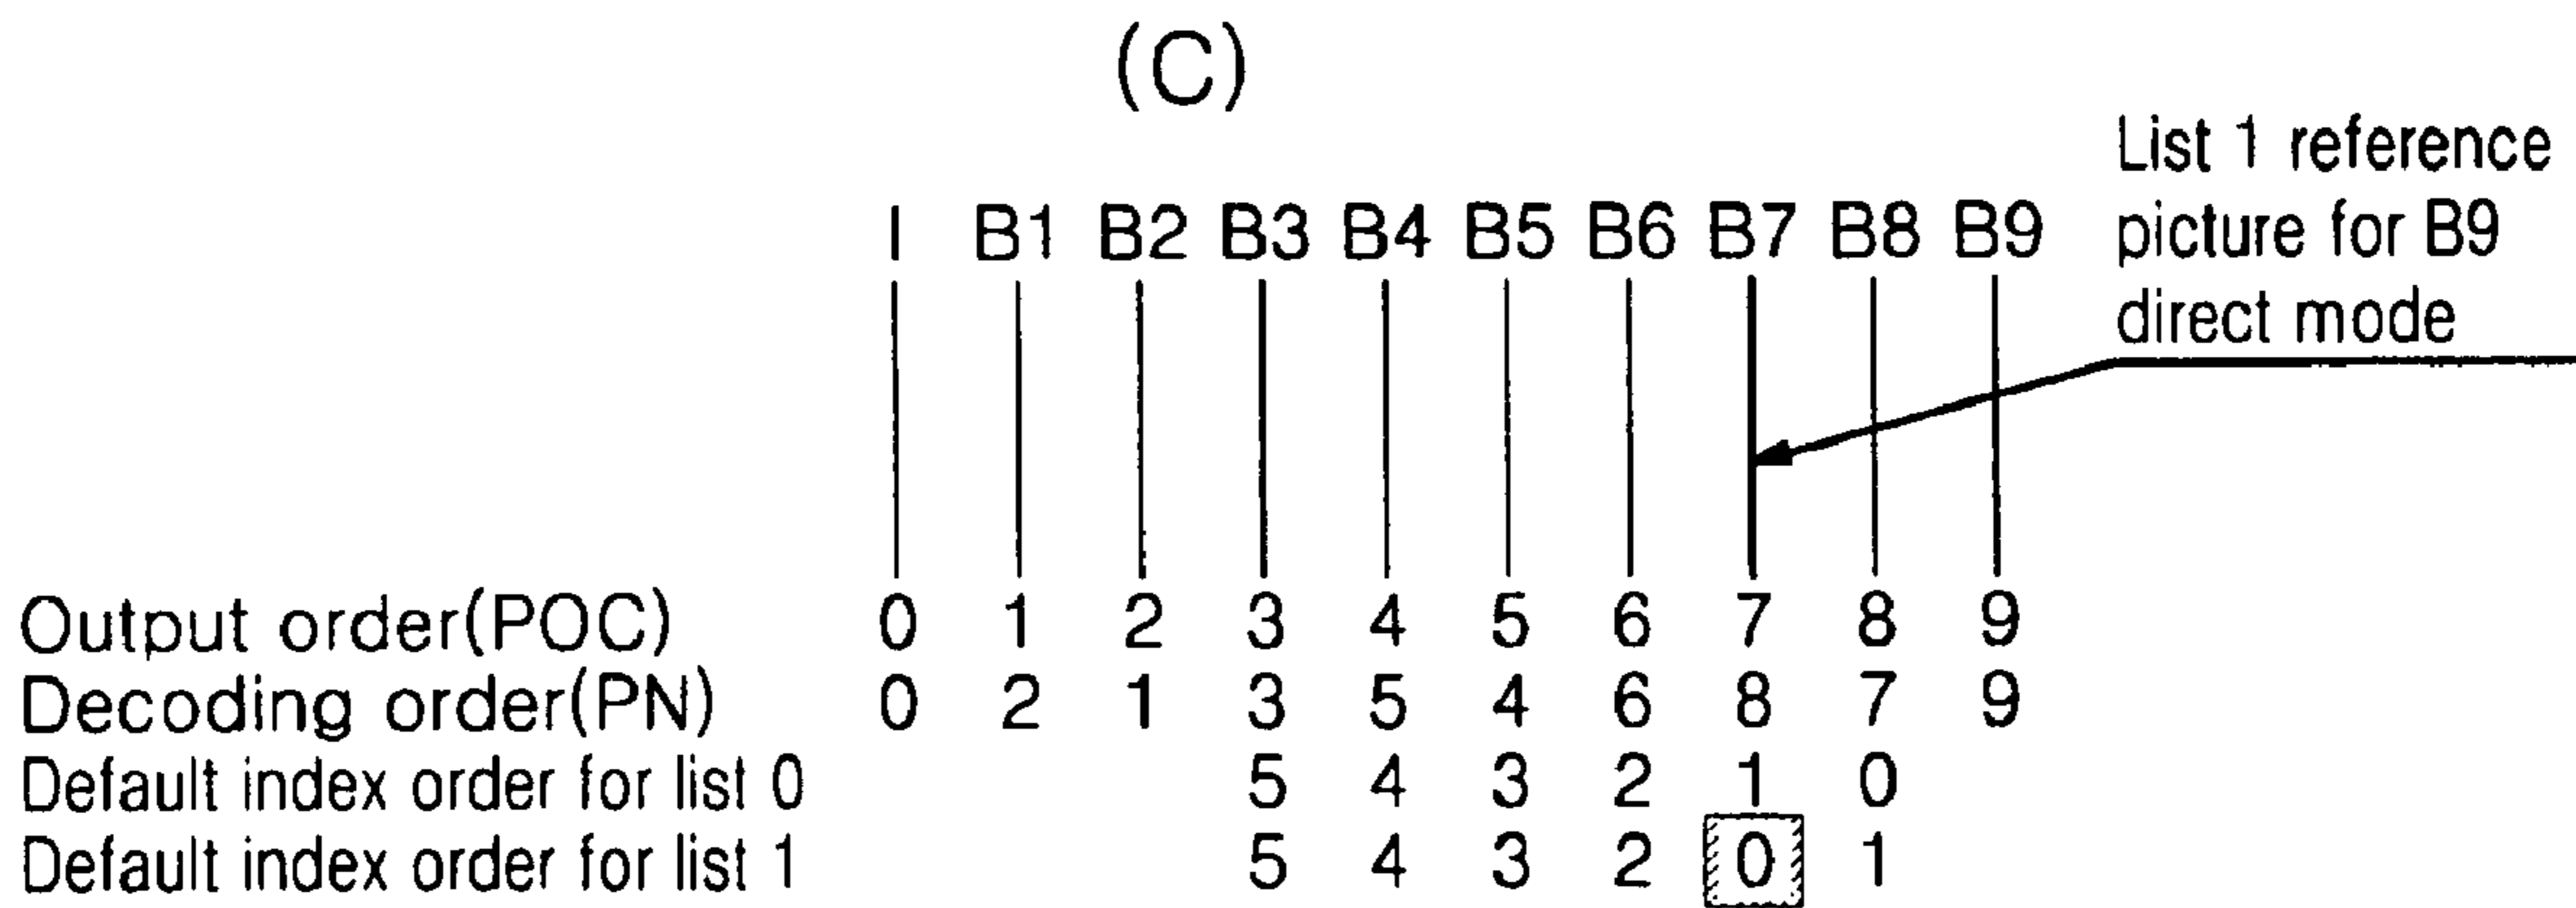 (C)
List 1 reference
picture for B9
direct mode
I B1 B2 B3 B4 B5 B6 B7 B8 B9
Output order(POC) 0 1 2 3 4 5 6 7 8 9
Decoding order(PN) 0 2 1 3 5 4 6 8 7 9
Default index order for list 0 5 4 3 2 1 0
Default index order for list 1 5 4 3 2 0 1